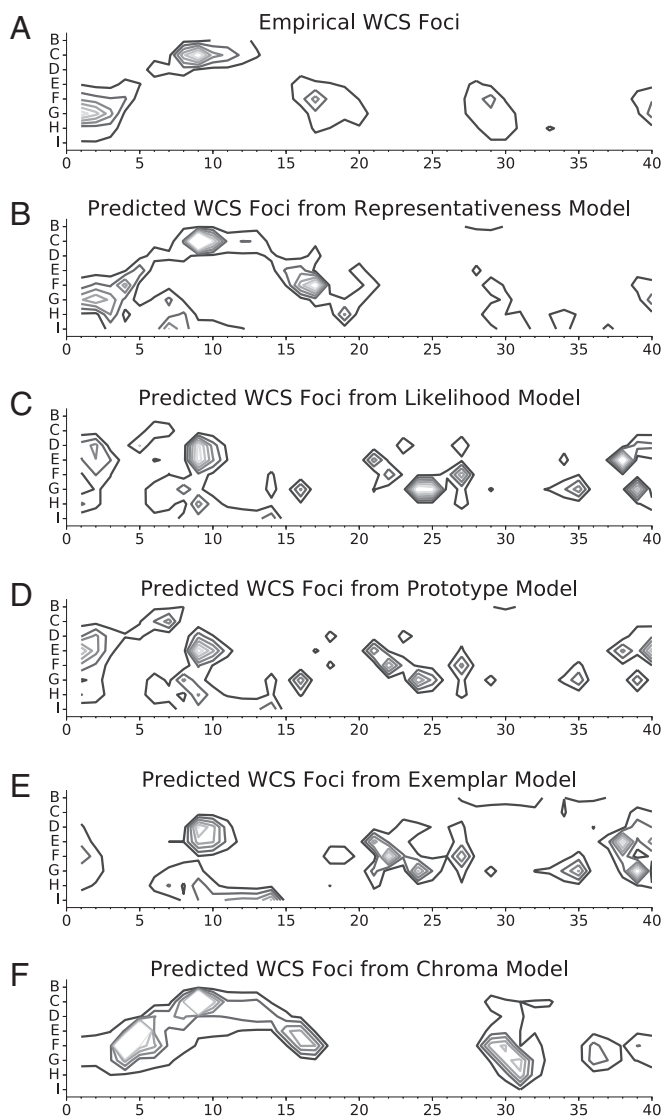 A
Empirical WCS Foci
B
C
D
E
F
G
H
I
0 5 10 15 20 25 30 35 40
B
Predicted WCS Foci from Representativeness Model
B
C
D
E
F
G
H
I
0 5 10 15 20 25 30 35 40
C
Predicted WCS Foci from Likelihood Model
B
C
D
E
F
G
H
I
0 5 10 15 20 25 30 35 40
D
Predicted WCS Foci from Prototype Model
B
C
D
E
F
G
H
I
0 5 10 15 20 25 30 35 40
E
Predicted WCS Foci from Exemplar Model
B
C
D
E
F
G
H
I
0 5 10 15 20 25 30 35 40
F
Predicted WCS Foci from Chroma Model
B
C
D
E
F
G
H
I
0 5 10 15 20 25 30 35 40